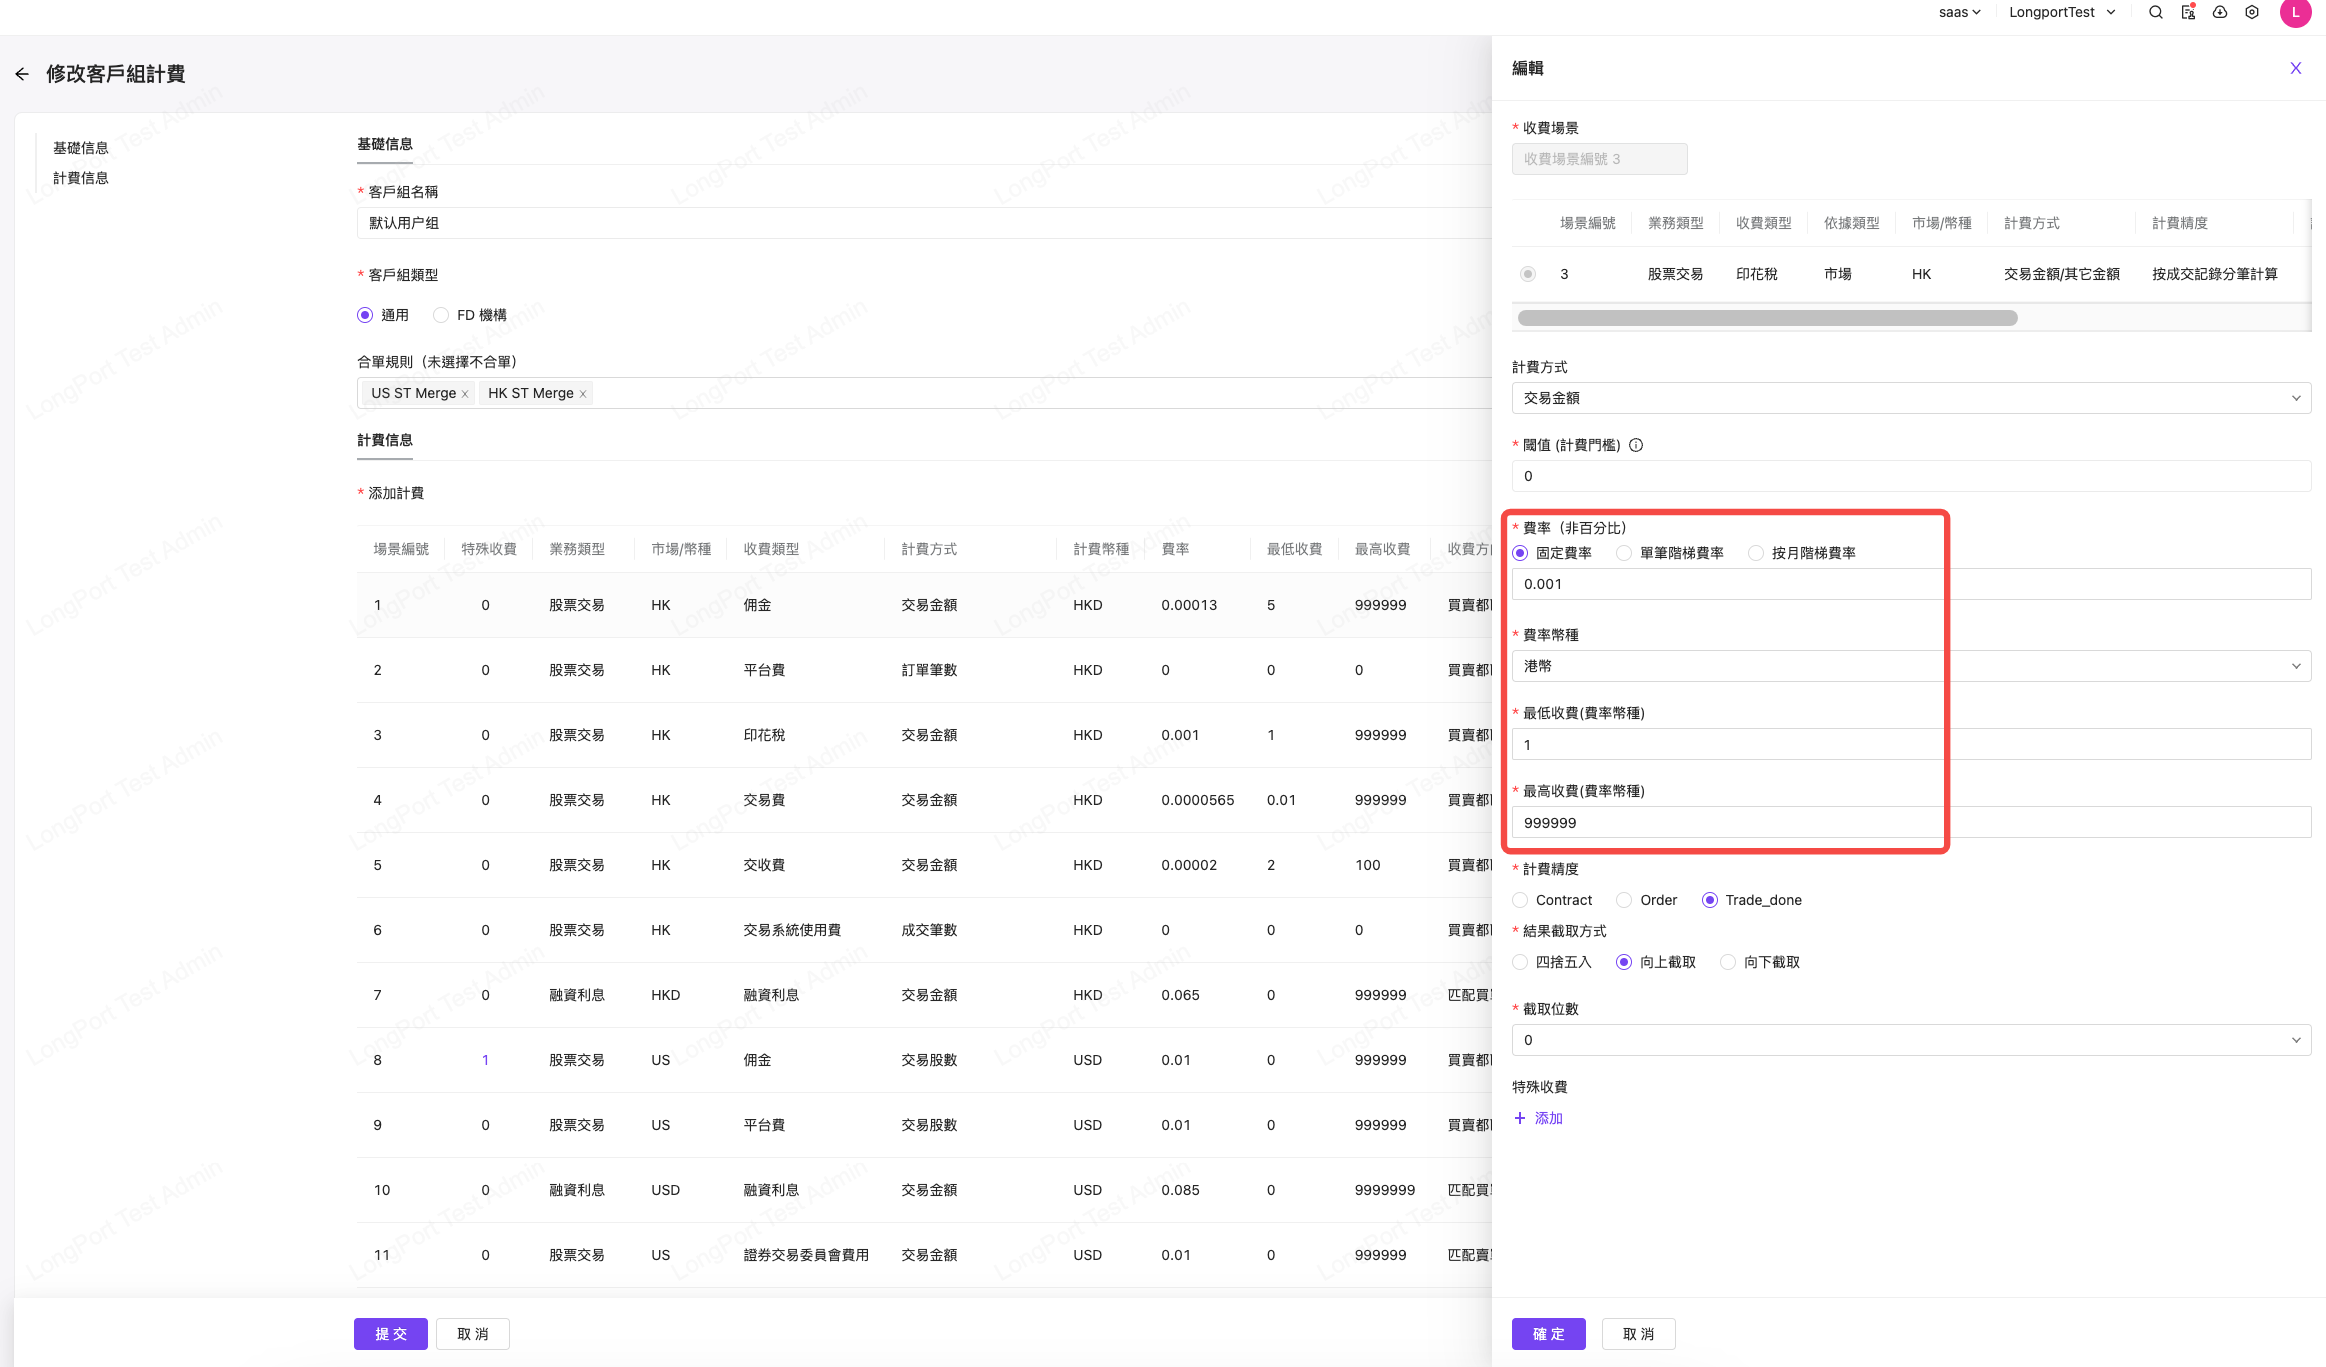 saas
LongportTest
L
修改客戶組計費
基礎信息
計費信息
基礎信息
* 客戶組名稱
默认用户组
* 客戶組類型
通用
FD 機構
合單規則（未選擇不合單）
US ST Merge x
HK ST Merge x
計費信息
* 添加計費
場景編號 特殊收費 業務類型 市場/幣種 收費類型 計費方式 計費幣種 費率 最低收費 最高收費 收費方
1 0 股票交易 HK 佣金 交易金額 HKD 0.00013 5 999999 買賣都
2 0 股票交易 HK 平台費 訂單筆數 HKD 0 0 0 買賣都
3 0 股票交易 HK 印花稅 交易金額 HKD 0.001 1 999999 買賣都
4 0 股票交易 HK 交易費 交易金額 HKD 0.0000565 0.01 999999 買賣都
5 0 股票交易 HK 交收費 交易金額 HKD 0.00002 2 100 買賣都
6 0 股票交易 HK 交易系統使用費 成交筆數 HKD 0 0 0 買賣都
7 0 融資利息 HKD 融資利息 交易金額 HKD 0.065 0 999999 匹配買
8 1 股票交易 US 佣金 交易股數 USD 0.01 0 999999 買賣都
9 0 股票交易 US 平台費 交易股數 USD 0.01 0 999999 買賣都
10 0 融資利息 USD 融資利息 交易金額 USD 0.085 0 9999999 匹配買
11 0 股票交易 US 證券交易委員會費用 交易金額 USD 0.01 0 999999 匹配賣
提 交
取 消
編輯
X
* 收費場景
收費場景編號 3
場景編號 業務類型 收費類型 依據類型 市場/幣種 計費方式 計費精度
3 股票交易 印花稅 市場 HK 交易金額/其它金額 按成交記錄分筆計算
計費方式
交易金額
* 閾值 (計費門檻)
0
* 費率（非百分比）
固定費率 單筆階梯費率 按月階梯費率
0.001
* 費率幣種
港幣
* 最低收費(費率幣種)
1
* 最高收費(費率幣種)
999999
* 計費精度
Contract Order Trade_done
* 結果截取方式
四捨五入 向上截取 向下截取
* 截取位數
0
特殊收費
+ 添加
確 定
取 消
LongPort Test Admin